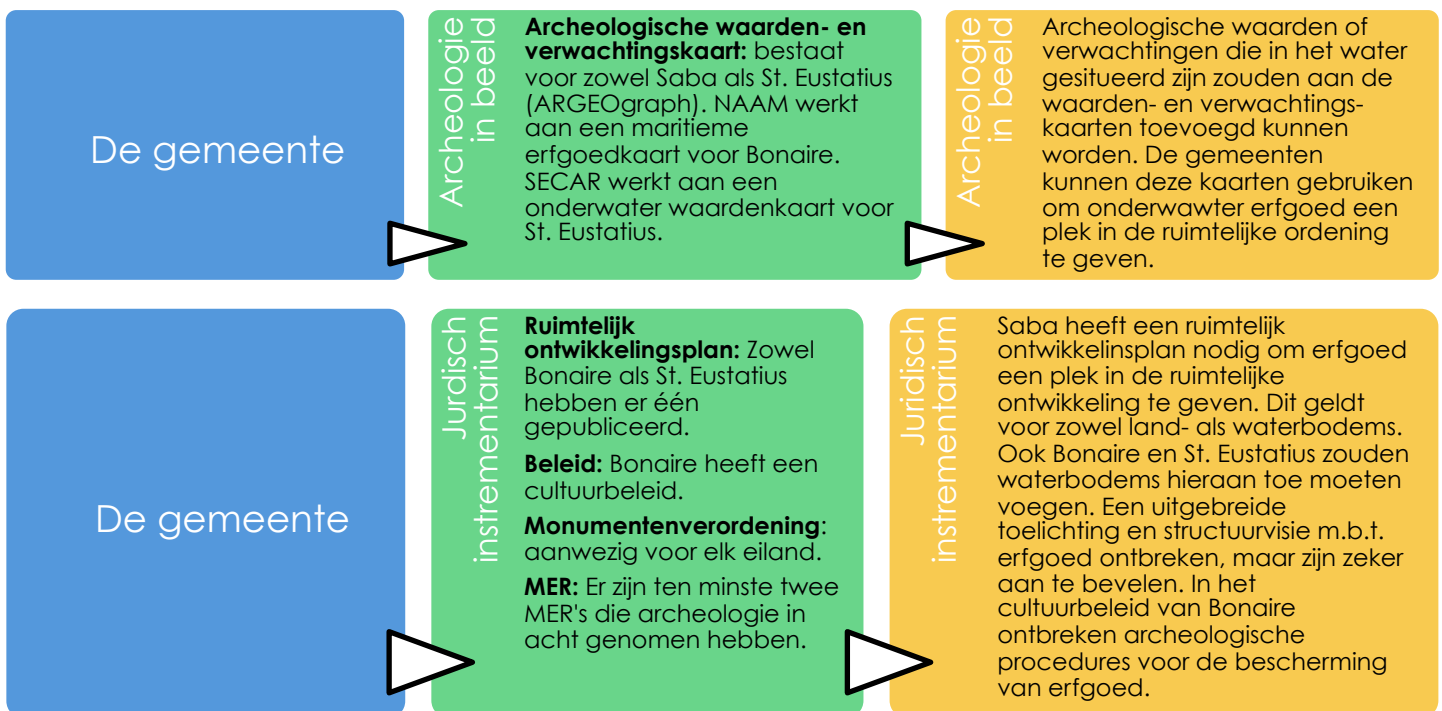 De gemeente
Archeologie
in beeld
Archeologische waarden- en
verwachtingskaart: bestaat
voor zowel Saba als St. Eustatius
(ARGEOgraph). NAAM werkt
aan een maritieme
erfgoedkaart voor Bonaire.
SECAR werkt aan een
onderwater waardenkaart voor
St. Eustatius.
Archeologie
in beeld
Archeologische waarden of
verwachtingen die in het water
gesitueerd zijn zouden aan de
waarden- en verwachtings-
kaarten toevoegd kunnen
worden. De gemeenten
kunnen deze kaarten gebruiken
om onderwawter erfgoed een
plek in de ruimtelijke ordening
te geven.
De gemeente
Jurdisch
instrementarium
Ruimtelijk
ontwikkelingsplan: Zowel
Bonaire als St. Eustatius
hebben er één
gepubliceerd.
Beleid: Bonaire heeft een
cultuurbeleid.
Monumentenverordening:
aanwezig voor elk eiland.
MER: Er zijn ten minste twee
MER's die archeologie in
acht genomen hebben.
Juridisch
instrementarium
Saba heeft een ruimtelijk
ontwikkelinsplan nodig om erfgoed
een plek in de ruimtelijke
ontwikkeling te geven. Dit geldt
voor zowel land- als waterbodems.
Ook Bonaire en St. Eustatius zouden
waterbodems hieraan toe moeten
voegen. Een uitgebreide
toelichting en structuurvisie m.b.t.
erfgoed ontbreken, maar zijn zeker
aan te bevelen. In het
cultuurbeleid van Bonaire
ontbreken archeologische
procedures voor de bescherming
van erfgoed.